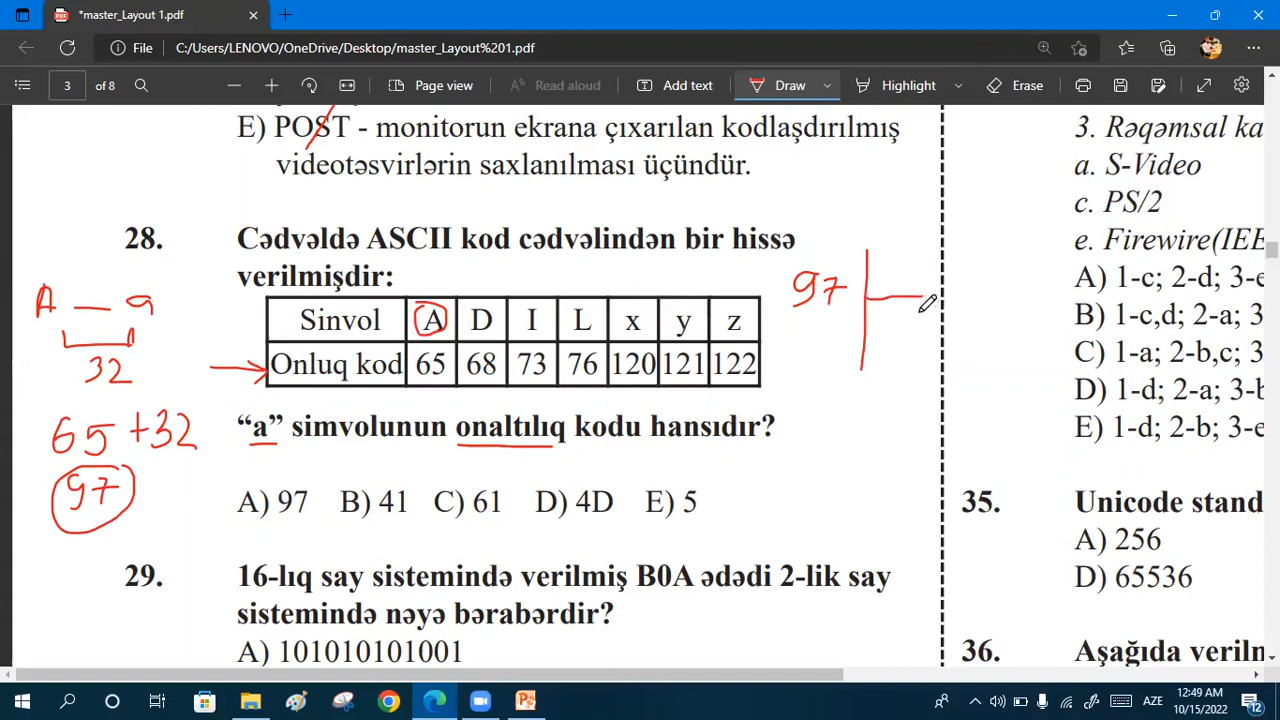 *master_Layout 1.pdf
File C:/Users/LENOVO/OneDrive/Desktop/master_Layout%201.pdf
3 of 8 Page view Read aloud Add text Draw Highlight Erase
E) POST - monitorun ekrana çıxarılan kodlaşdırılmış
videotəsvirlərin saxlanılması üçündür.
28. Cədvəldə ASCII kod cədvəlindən bir hissə
verilmişdir:
Sinvol A D I L x y z
Onluq kod 65 68 73 76 120 121 122
"a" simvolunun onaltılıq kodu hansıdır?
A) 97 B) 41 C) 61 D) 4D E) 5
29. 16-lıq say sistemində verilmiş B0A ədədi 2-lik say
sistemində nəyə bərabərdir?
A) 101010101001
A — a
32
65 +32
97
97
3. Rəqəmsal ka
a. S-Video
c. PS/2
e. Firewire(IEE
A) 1-c; 2-d; 3-e
B) 1-c,d; 2-a; 3
C) 1-a; 2-b,c; 3
D) 1-d; 2-a; 3-b
E) 1-d; 2-b; 3-e
35. Unicode stand
A) 256
D) 65536
36. Aşağıda verilm
AZE 12:49 AM
10/15/2022
12